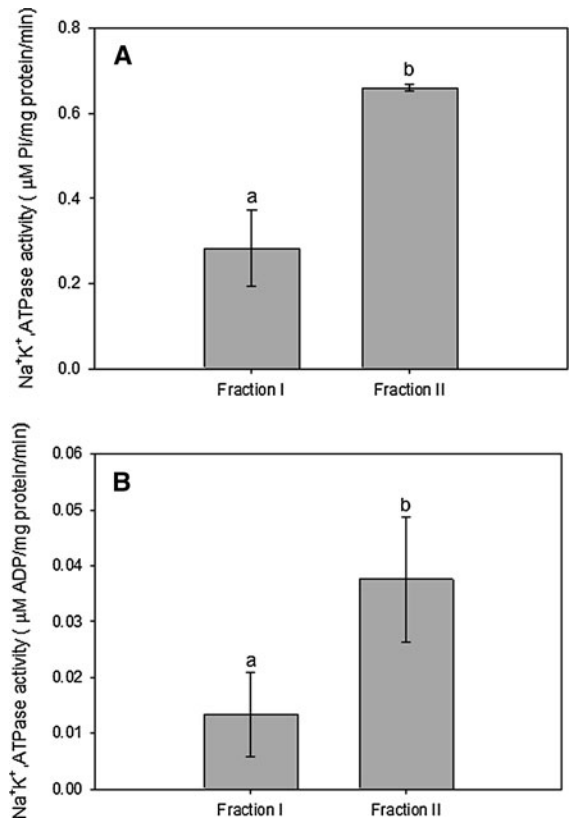 A
Na⁺K⁺,ATPase activity ( µM PI/mg protein/min)
0.8
0.6
0.4
0.2
0.0
a
b
Fraction I
Fraction II
B
Na⁺K⁺,ATPase activity ( µM ADP/mg protein/min)
0.06
0.05
0.04
0.03
0.02
0.01
0.00
a
b
Fraction I
Fraction II